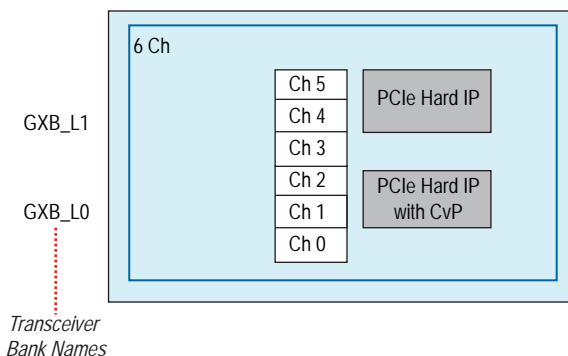 6 Ch
Ch 5
Ch 4
Ch 3
Ch 2
Ch 1
Ch 0
PCIe Hard IP
PCIe Hard IP
with CvP
GXB_L1
GXB_L0
Transceiver
Bank Names